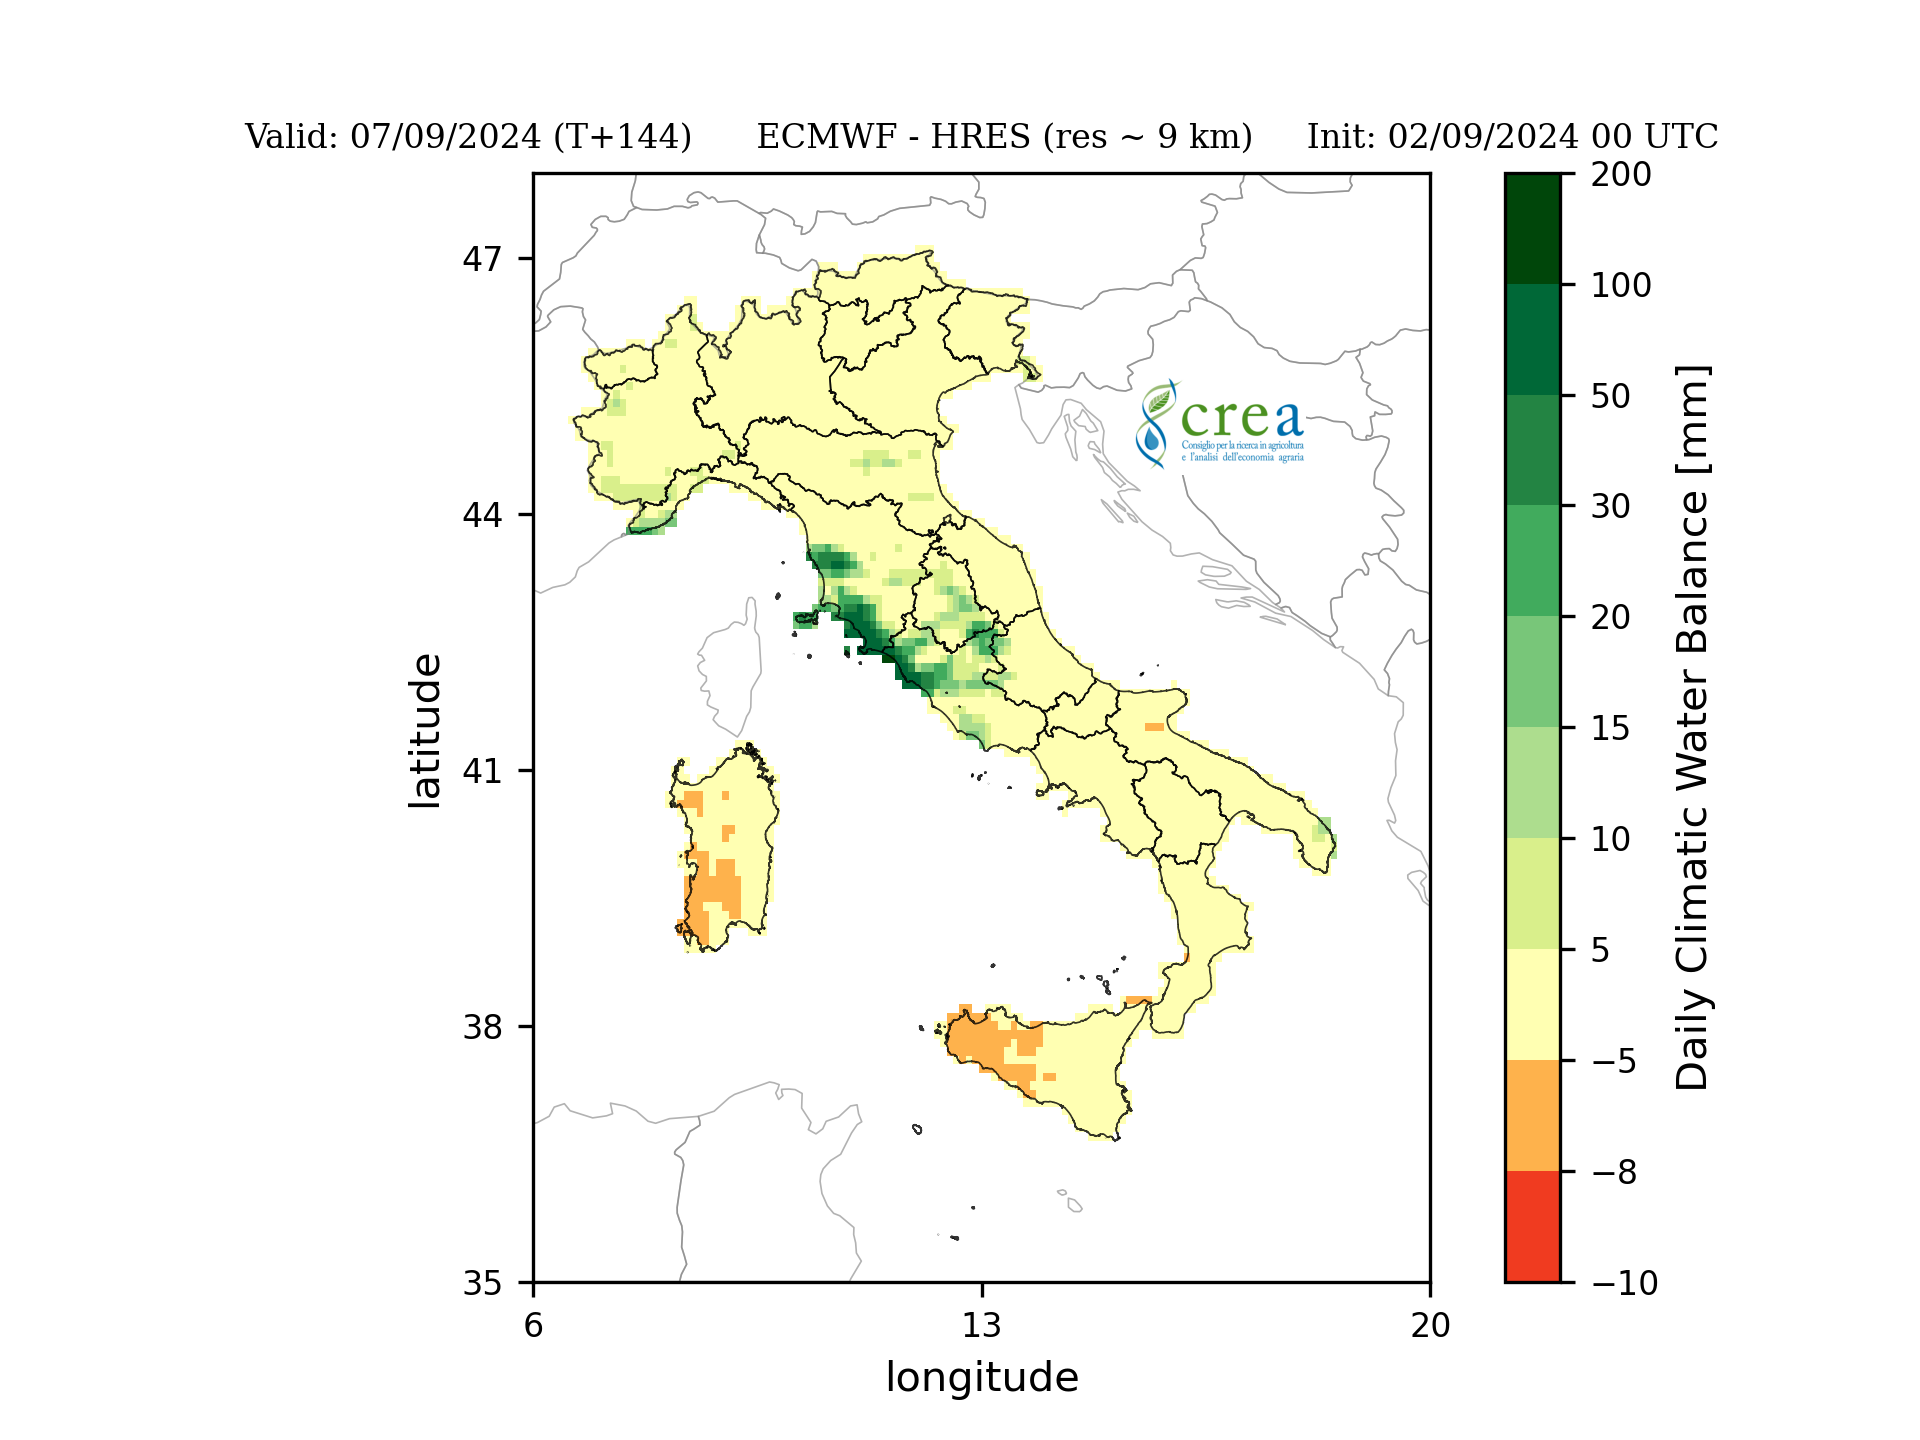 Valid: 07/09/2024 (T+144) ECMWF - HRES (res ~ 9 km) Init: 02/09/2024 00 UTC
47
44
41
38
35
latitude
6 13 20
longitude
crea
Consiglio per la ricerca in agricoltura
e l'analisi dell'economia agraria
200
100
50
30
20
15
10
5
−5
−8
−10
Daily Climatic Water Balance [mm]